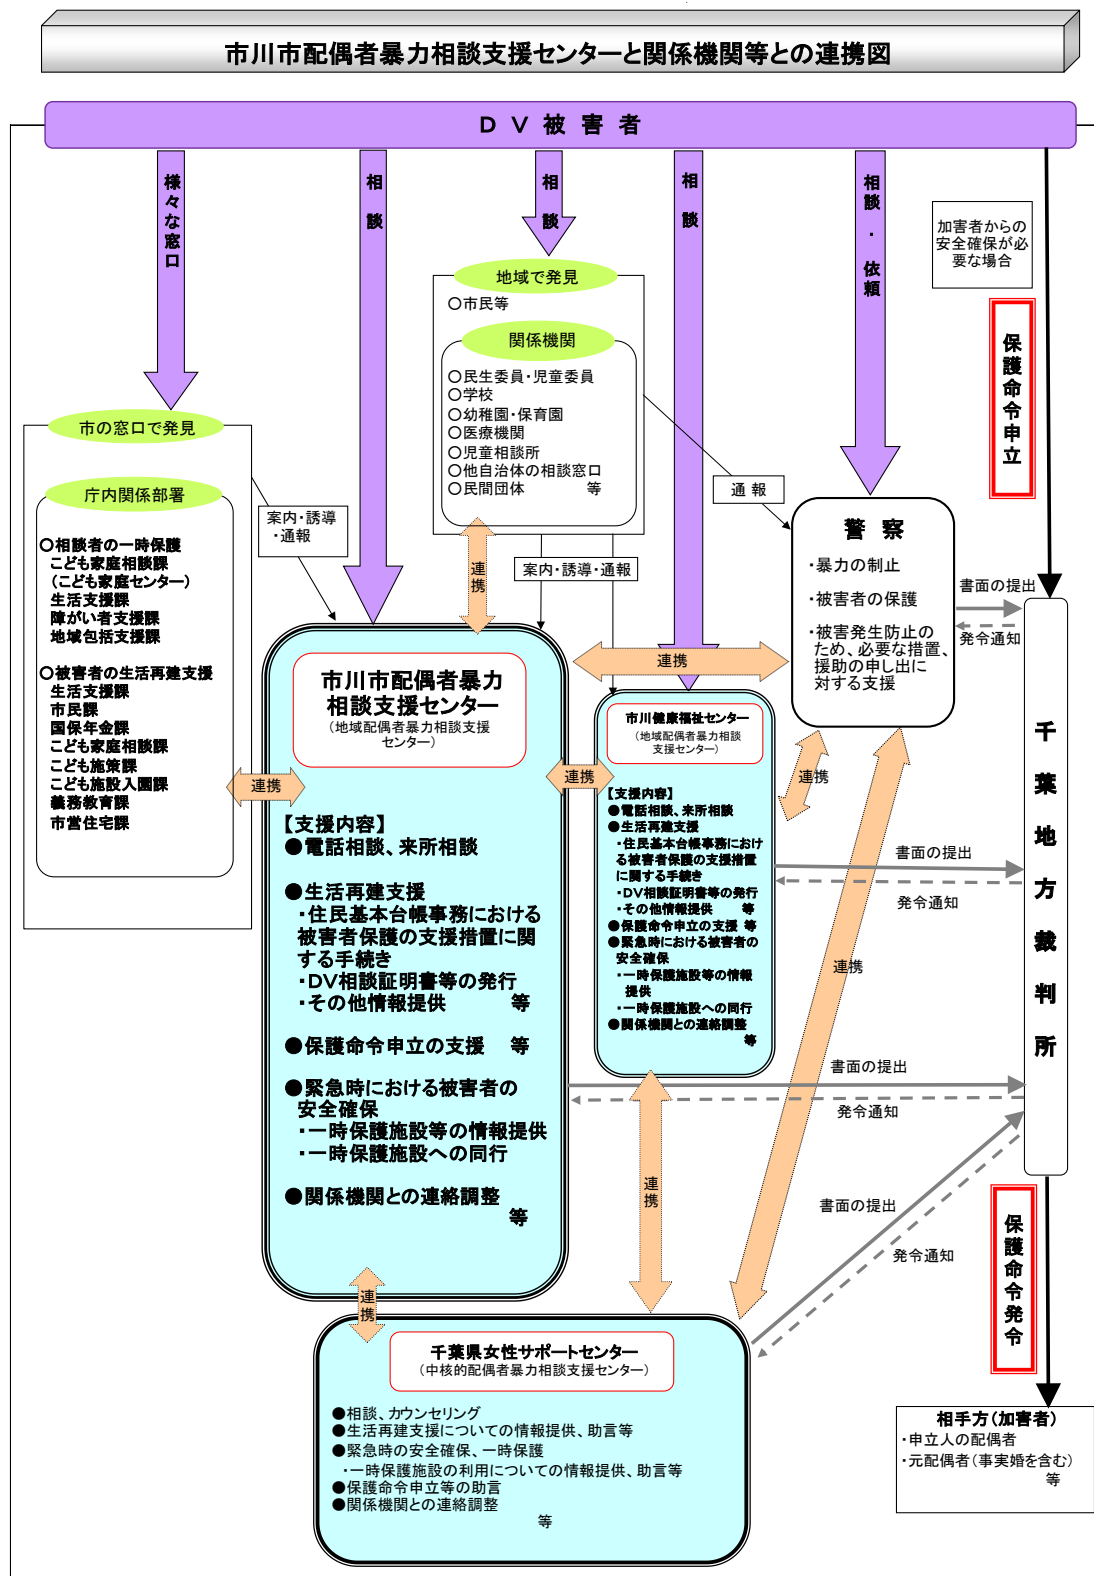 市川市配偶者暴力相談支援センターと関係機関等との連携図
ＤＶ被害者
様々な窓口
相談
相談
相談
相談・依頼
加害者からの
安全確保が必
要な場合
保護命令申立
地域で発見
○市民等
関係機関
○民生委員・児童委員
○学校
○幼稚園・保育園
○医療機関
○児童相談所
○他自治体の相談窓口
○民間団体　等
市の窓口で発見
庁内関係部署
○相談者の一時保護
こども家庭相談課
（こども家庭センター）
生活支援課
障がい者支援課
地域包括支援課
○被害者の生活再建支援
生活支援課
市民課
国保年金課
こども家庭相談課
こども施策課
こども施設入園課
義務教育課
市営住宅課
案内・誘導
・通報
連携
案内・誘導・通報
通報
警察
・暴力の制止
・被害者の保護
・被害発生防止の
ため、必要な措置、
援助の申し出に
対する支援
書面の提出
発令通知
千葉地方裁判所
連携
連携
連携
連携
連携
市川市配偶者暴力
相談支援センター
（地域配偶者暴力相談支援
センター）
【支援内容】
●電話相談、来所相談
●生活再建支援
・住民基本台帳事務における
被害者保護の支援措置に関
する手続き
・DV相談証明書等の発行
・その他情報提供　等
●保護命令申立の支援　等
●緊急時における被害者の
安全確保
・一時保護施設等の情報提供
・一時保護施設への同行
●関係機関との連絡調整
等
市川健康福祉センター
（地域配偶者暴力相談
支援センター）
【支援内容】
●電話相談、来所相談
●生活再建支援
・住民基本台帳事務におけ
る被害者保護の支援措置
に関する手続き
・DV相談証明書等の発行
・その他情報提供　等
●保護命令申立の支援 等
●緊急時における被害者の
安全確保
・一時保護施設等の情報
提供
・一時保護施設への同行
●関係機関との連絡調整
等
書面の提出
発令通知
書面の提出
発令通知
連携
連携
書面の提出
発令通知
保護命令発令
千葉県女性サポートセンター
（中核的配偶者暴力相談支援センター）
●相談、カウンセリング
●生活再建支援についての情報提供、助言等
●緊急時の安全確保、一時保護
・一時保護施設の利用についての情報提供、助言等
●保護命令申立等の助言
●関係機関との連絡調整
等
相手方（加害者）
・申立人の配偶者
・元配偶者（事実婚を含む）
等